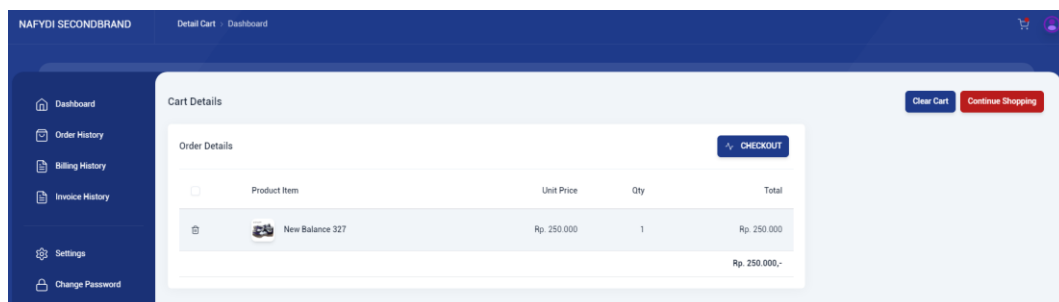 NAFYDI SECONDBRAND
Detail Cart > Dashboard
Dashboard
Order History
Billing History
Invoice History
Settings
Change Password
Cart Details
Clear Cart
Continue Shopping
Order Details
CHECKOUT
Product Item Unit Price Qty Total
New Balance 327 Rp. 250.000 1 Rp. 250.000
Rp. 250.000,-